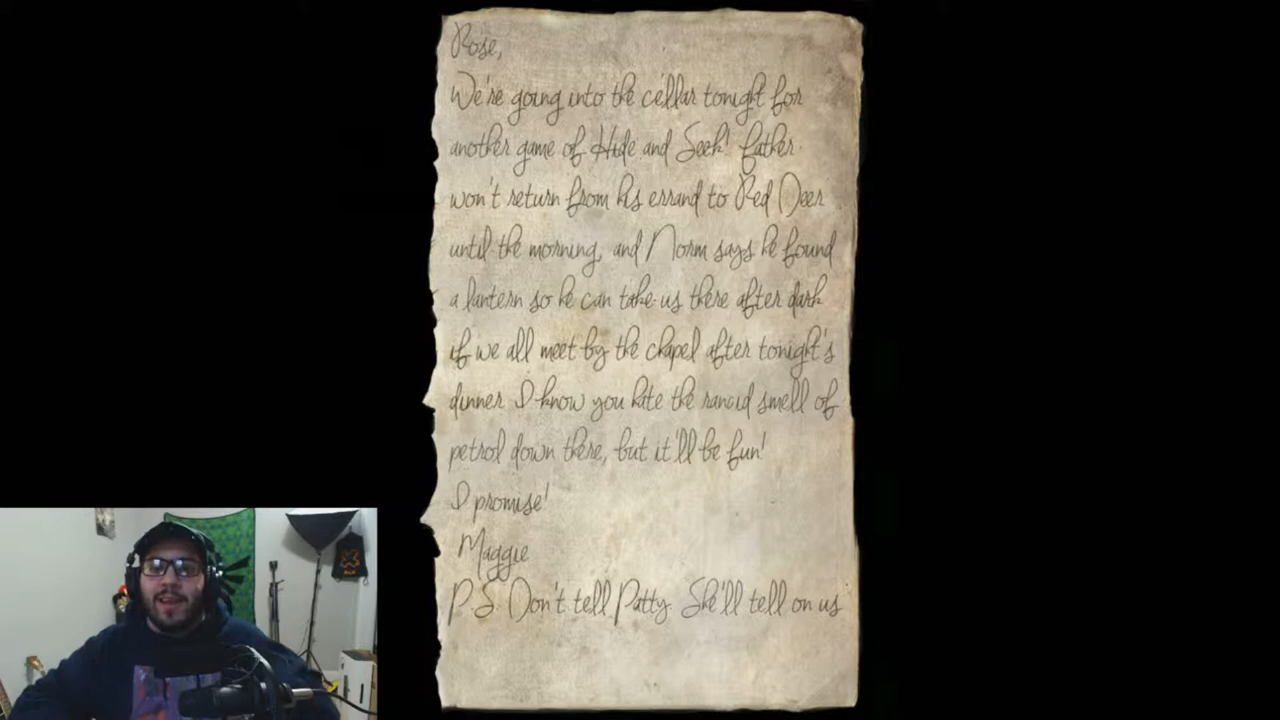 Rose,
We're going into the cellar tonight for
another game of Hide and Seek! Father
won't return from his errand to Red Deer
until the morning, and Norm says he found
a lantern so he can take us there after dark
if we all meet by the chapel after tonight's
dinner. I know you hate the rancid smell of
petrol down there, but it'll be fun!
I promise!
Maggie
P.S. Don't tell Patty. She'll tell on us